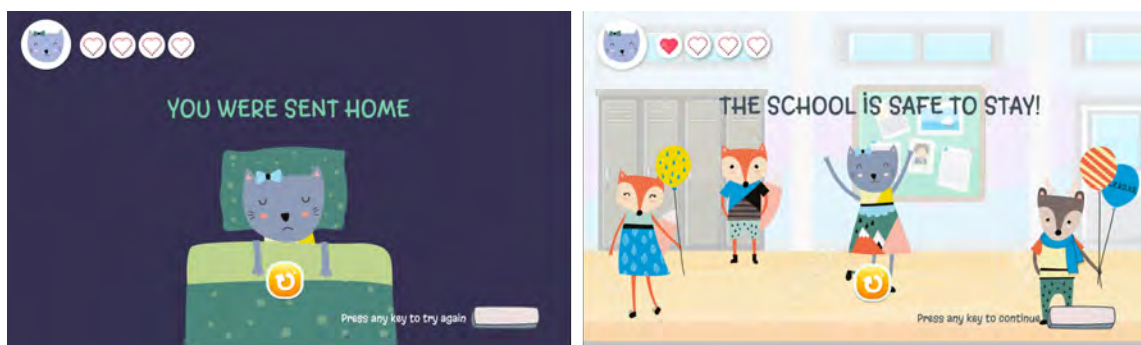 YOU WERE SENT HOME
Press any key to try again
THE SCHOOL İS SAFE TO STAY!
Press any key to continue